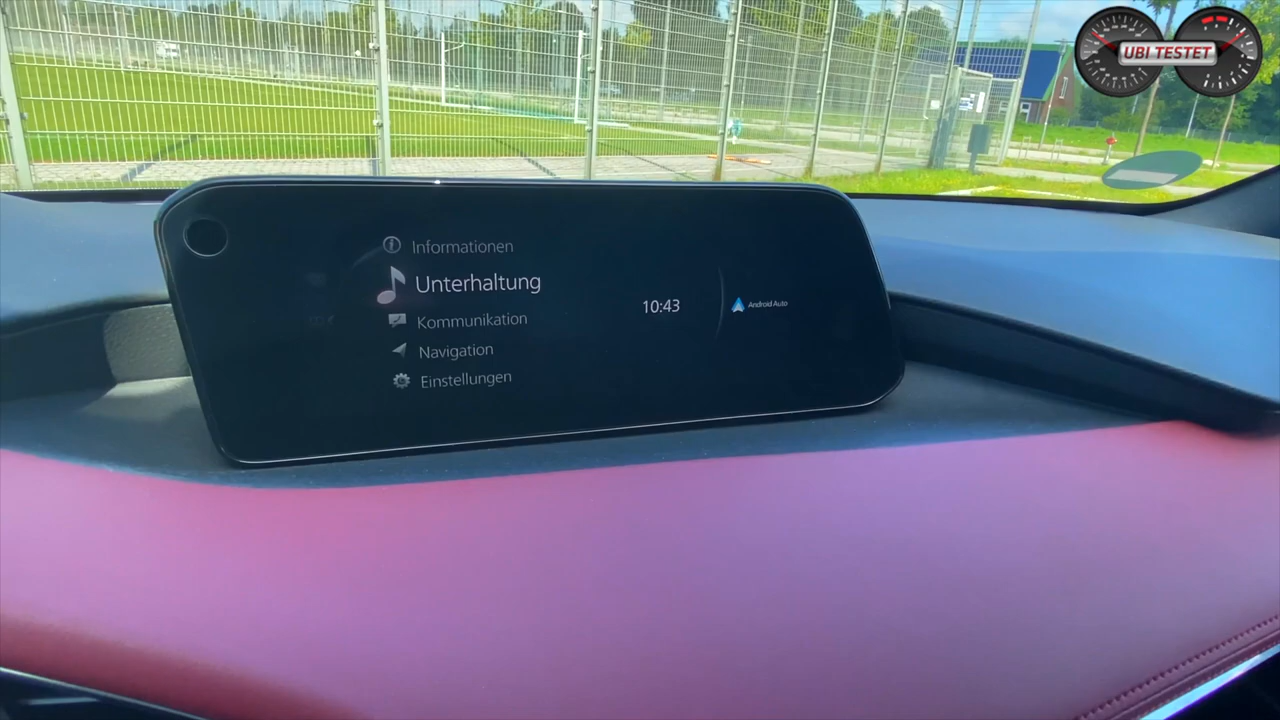 UBI TESTET
Informationen
Unterhaltung
Kommunikation
Navigation
Einstellungen
10:43
Android Auto